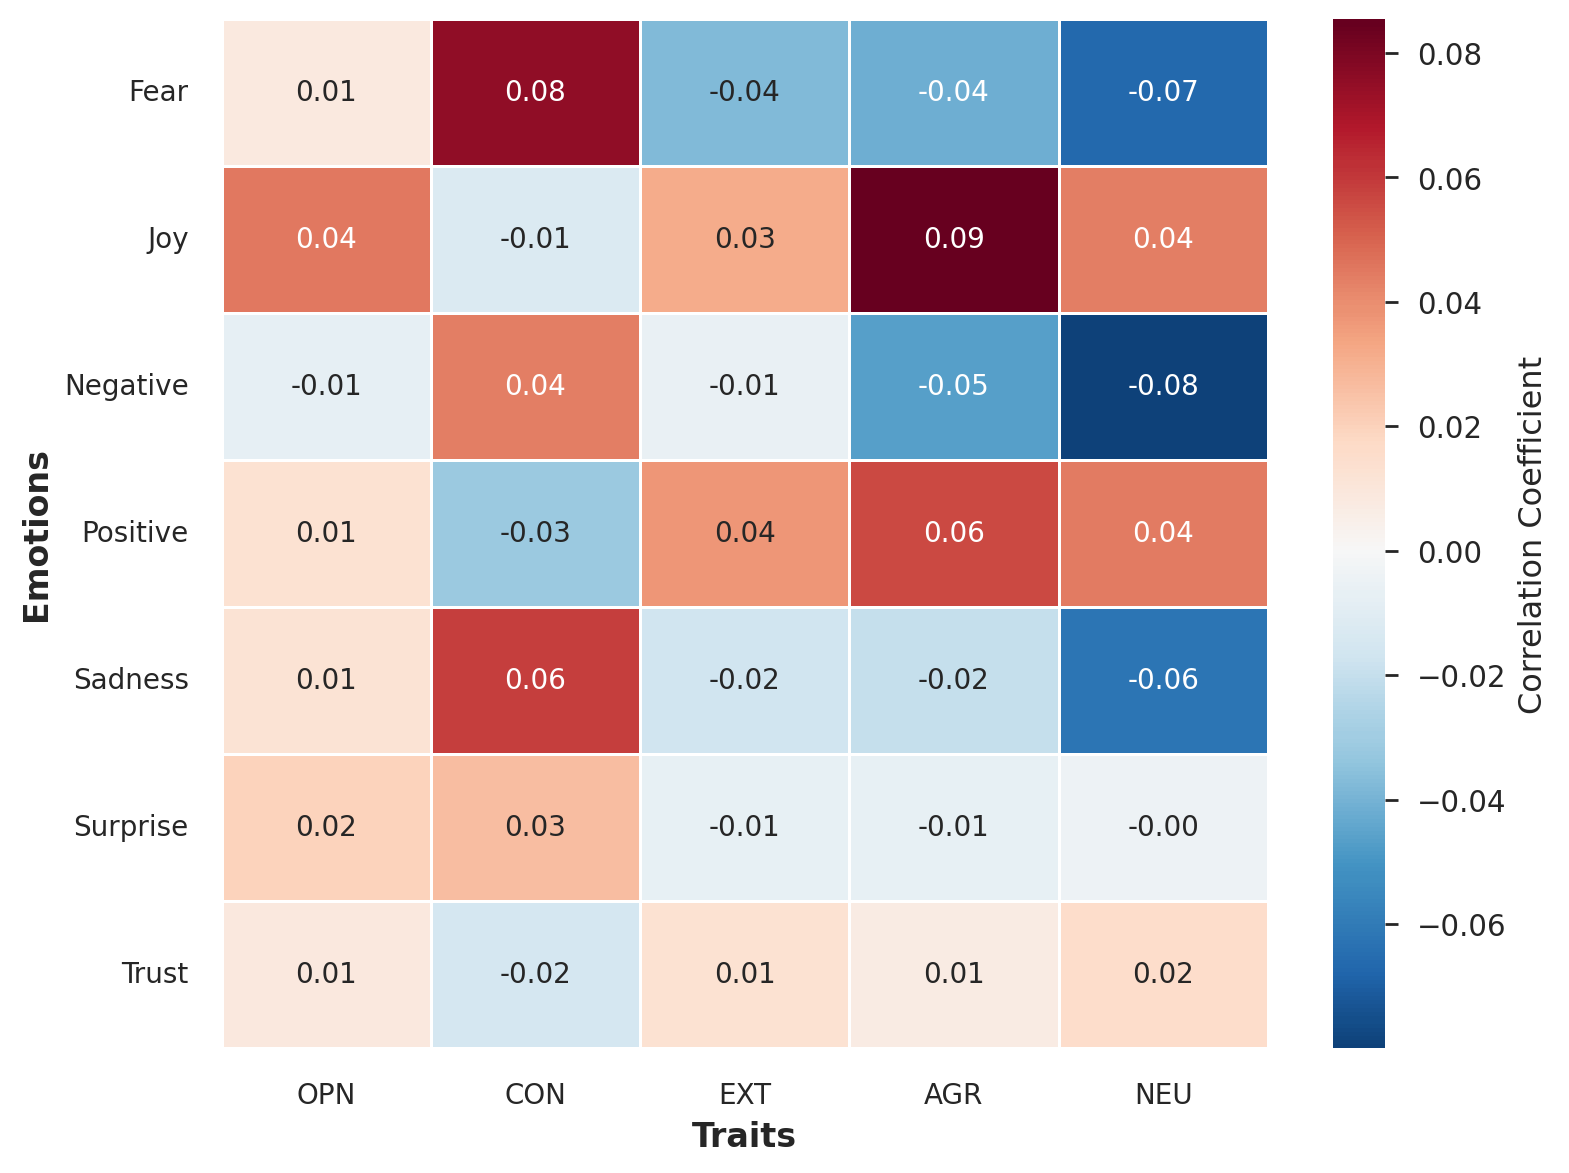 Fear 0.01 0.08 -0.04 -0.04 -0.07
Joy 0.04 -0.01 0.03 0.09 0.04
Negative -0.01 0.04 -0.01 -0.05 -0.08
Positive 0.01 -0.03 0.04 0.06 0.04
Sadness 0.01 0.06 -0.02 -0.02 -0.06
Surprise 0.02 0.03 -0.01 -0.01 -0.00
Trust 0.01 -0.02 0.01 0.01 0.02
OPN CON EXT AGR NEU
Traits
Emotions
0.08
0.06
0.04
0.02
0.00
−0.02
−0.04
−0.06
Correlation Coefficient